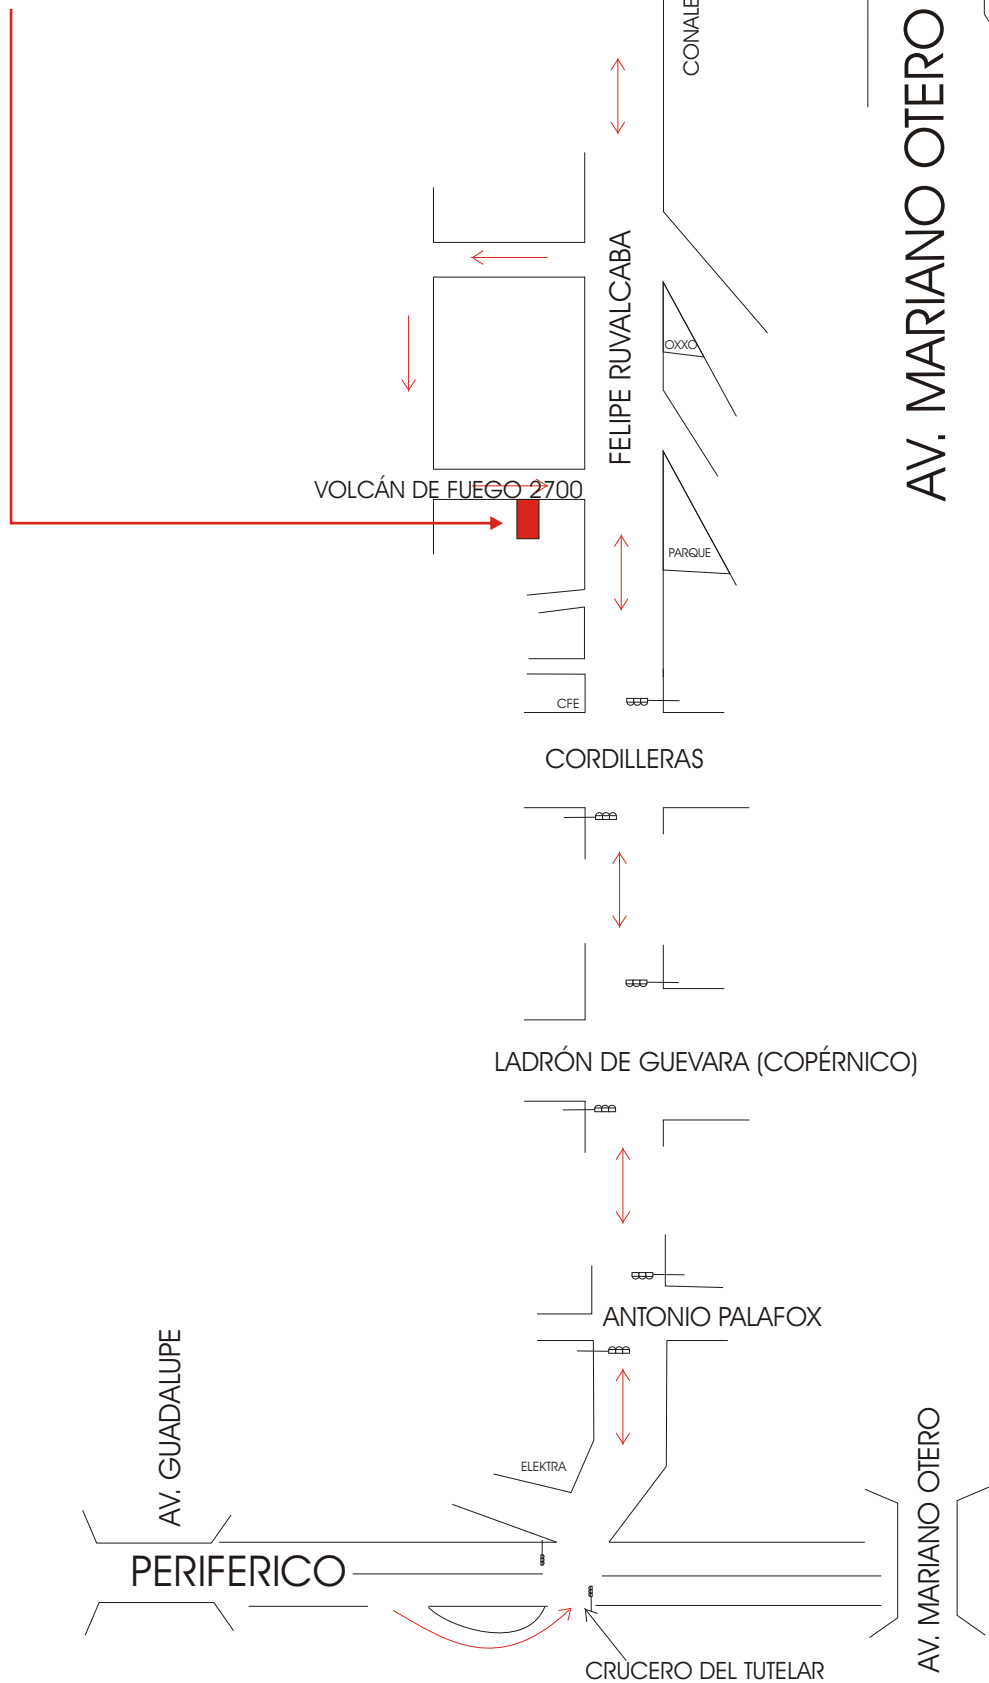 CONALE
AV. MARIANO OTERO
FELIPE RUVALCABA
OXXO
VOLCÁN DE FUEGO 2700
PARQUE
CFE
CORDILLERAS
LADRÓN DE GUEVARA (COPÉRNICO)
ANTONIO PALAFOX
AV. GUADALUPE
ELEKTRA
AV. MARIANO OTERO
PERIFERICO
CRUCERO DEL TUTELAR